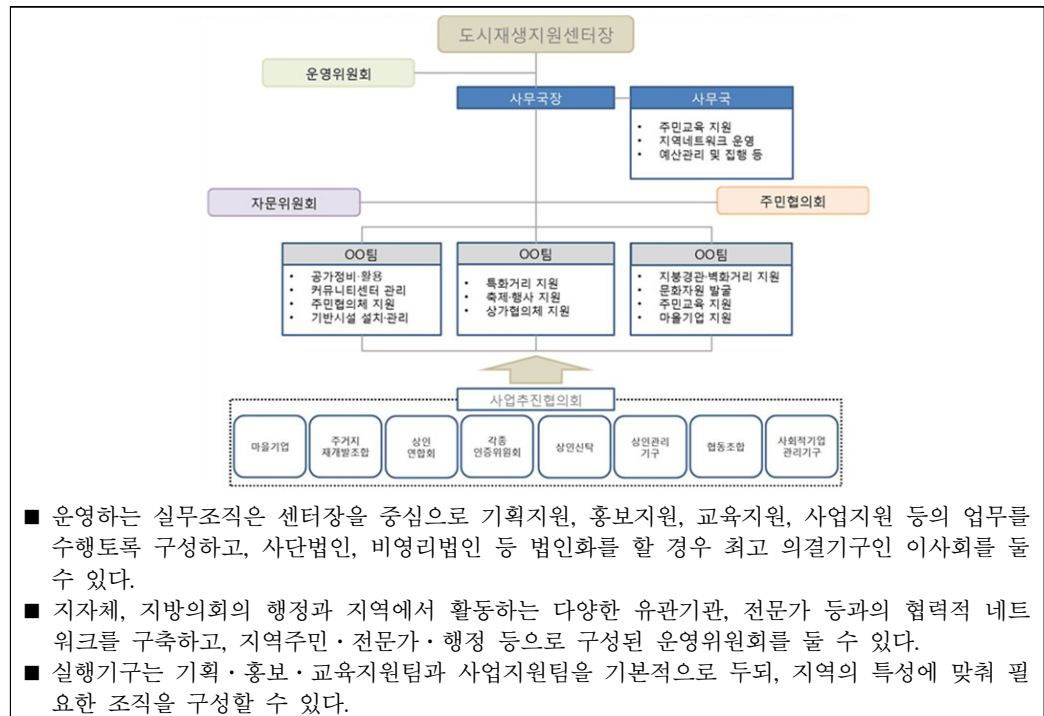 도시재생지원센터장
운영위원회
사무국장
사무국
• 주민교육 지원
• 지역네트워크 운영
• 예산관리 및 집행 등
자문위원회
주민협의회
OO팀
• 공가정비·활용
• 커뮤니티센터 관리
• 주민협의체 지원
• 기반시설 설치·관리
OO팀
• 특화거리 지원
• 축제·행사 지원
• 상가협의체 지원
OO팀
• 지붕경관·벽화거리 지원
• 문화자원 발굴
• 주민교육 지원
• 마을기업 지원
사업추진협의회
마을기업
주거지
재개발조합
상인
연합회
각종
인증위원회
상인신탁
상인관리
기구
협동조합
사회적기업
관리기구
■ 운영하는 실무조직은 센터장을 중심으로 기획지원, 홍보지원, 교육지원, 사업지원 등의 업무를
수행토록 구성하고, 사단법인, 비영리법인 등 법인화를 할 경우 최고 의결기구인 이사회를 둘
수 있다.
■ 지자체, 지방의회의 행정과 지역에서 활동하는 다양한 유관기관, 전문가 등과의 협력적 네트
워크를 구축하고, 지역주민・전문가・행정 등으로 구성된 운영위원회를 둘 수 있다.
■ 실행기구는 기획・홍보・교육지원팀과 사업지원팀을 기본적으로 두되, 지역의 특성에 맞춰 필
요한 조직을 구성할 수 있다.